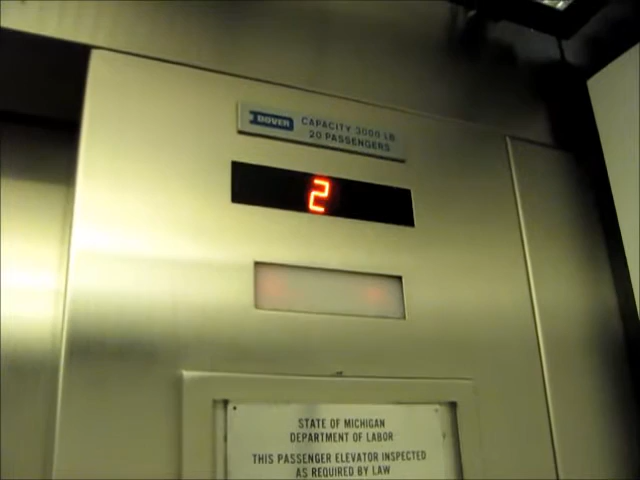 DOVER
CAPACITY 3000 LB
20 PASSENGERS
2
STATE OF MICHIGAN
DEPARTMENT OF LABOR
THIS PASSENGER ELEVATOR INSPECTED
AS REQUIRED BY LAW